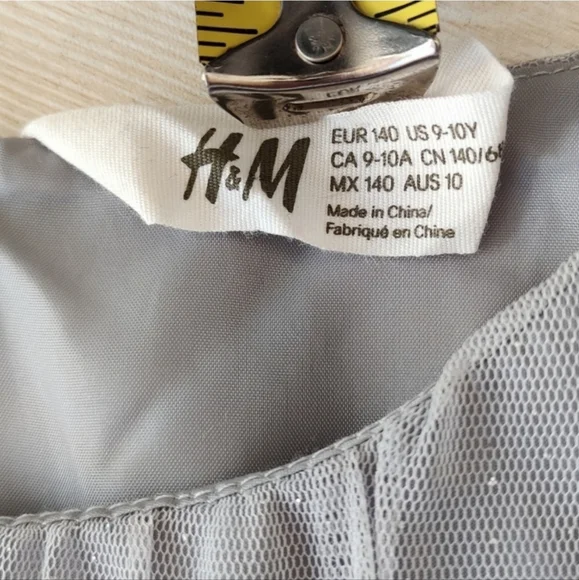 H&M
EUR 140 US 9-10Y
CA 9-10A CN 140/
MX 140 AUS 10
Made in China/
Fabriqué en Chine